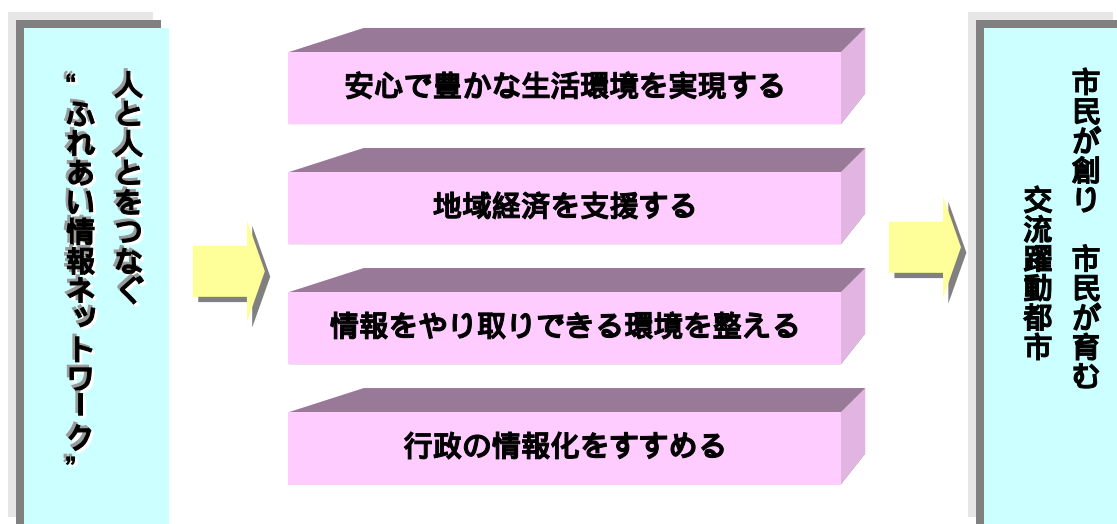 人と人とをつなぐ
“ふれあい情報ネットワーク”
安心で豊かな生活環境を実現する
地域経済を支援する
情報をやり取りできる環境を整える
行政の情報化をすすめる
市民が創り　市民が育む
交流躍動都市